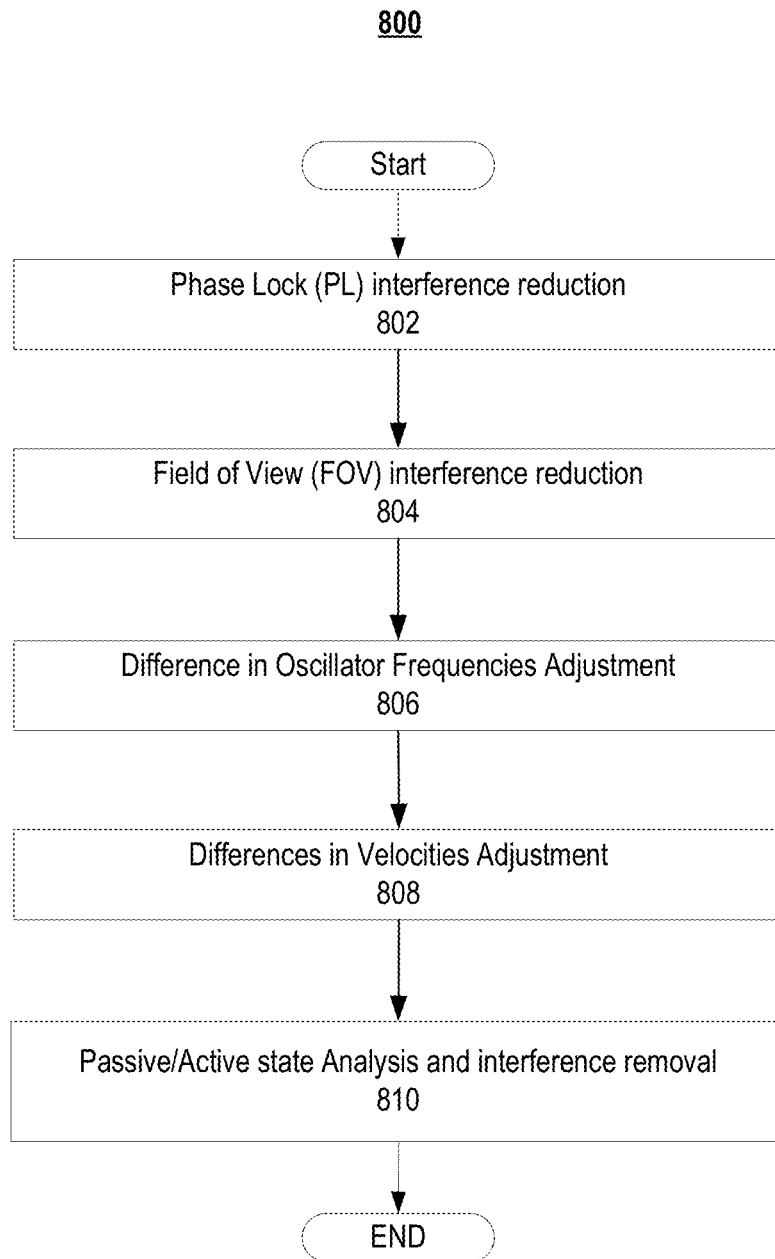 800
Start
Phase Lock (PL) interference reduction
802
Field of View (FOV) interference reduction
804
Difference in Oscillator Frequencies Adjustment
806
Differences in Velocities Adjustment
808
Passive/Active state Analysis and interference removal
810
END